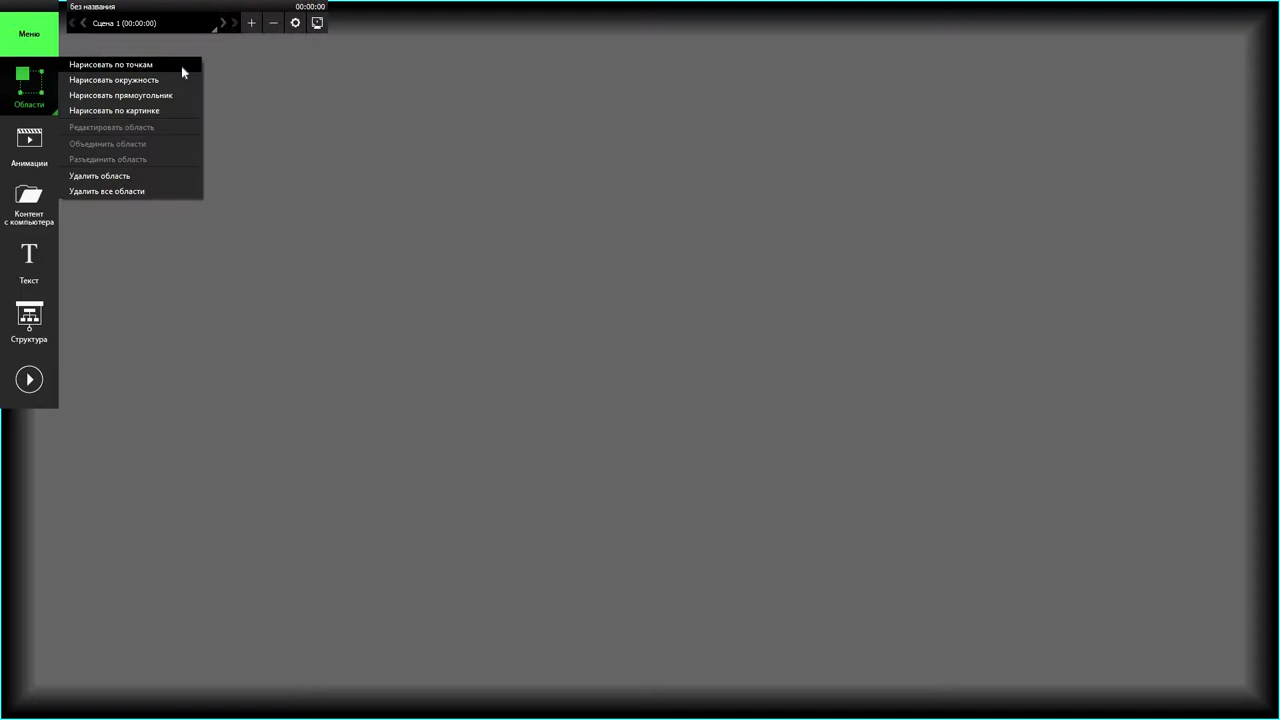 без названия 00:00:00
Сцена 1 (00:00:00)
Меню
Области
Нарисовать по точкам
Нарисовать окружность
Нарисовать прямоугольник
Нарисовать по картинке
Редактировать область
Объединить области
Разъединить область
Удалить область
Удалить все области
Анимации
Контент
с компьютера
T
Текст
Структура